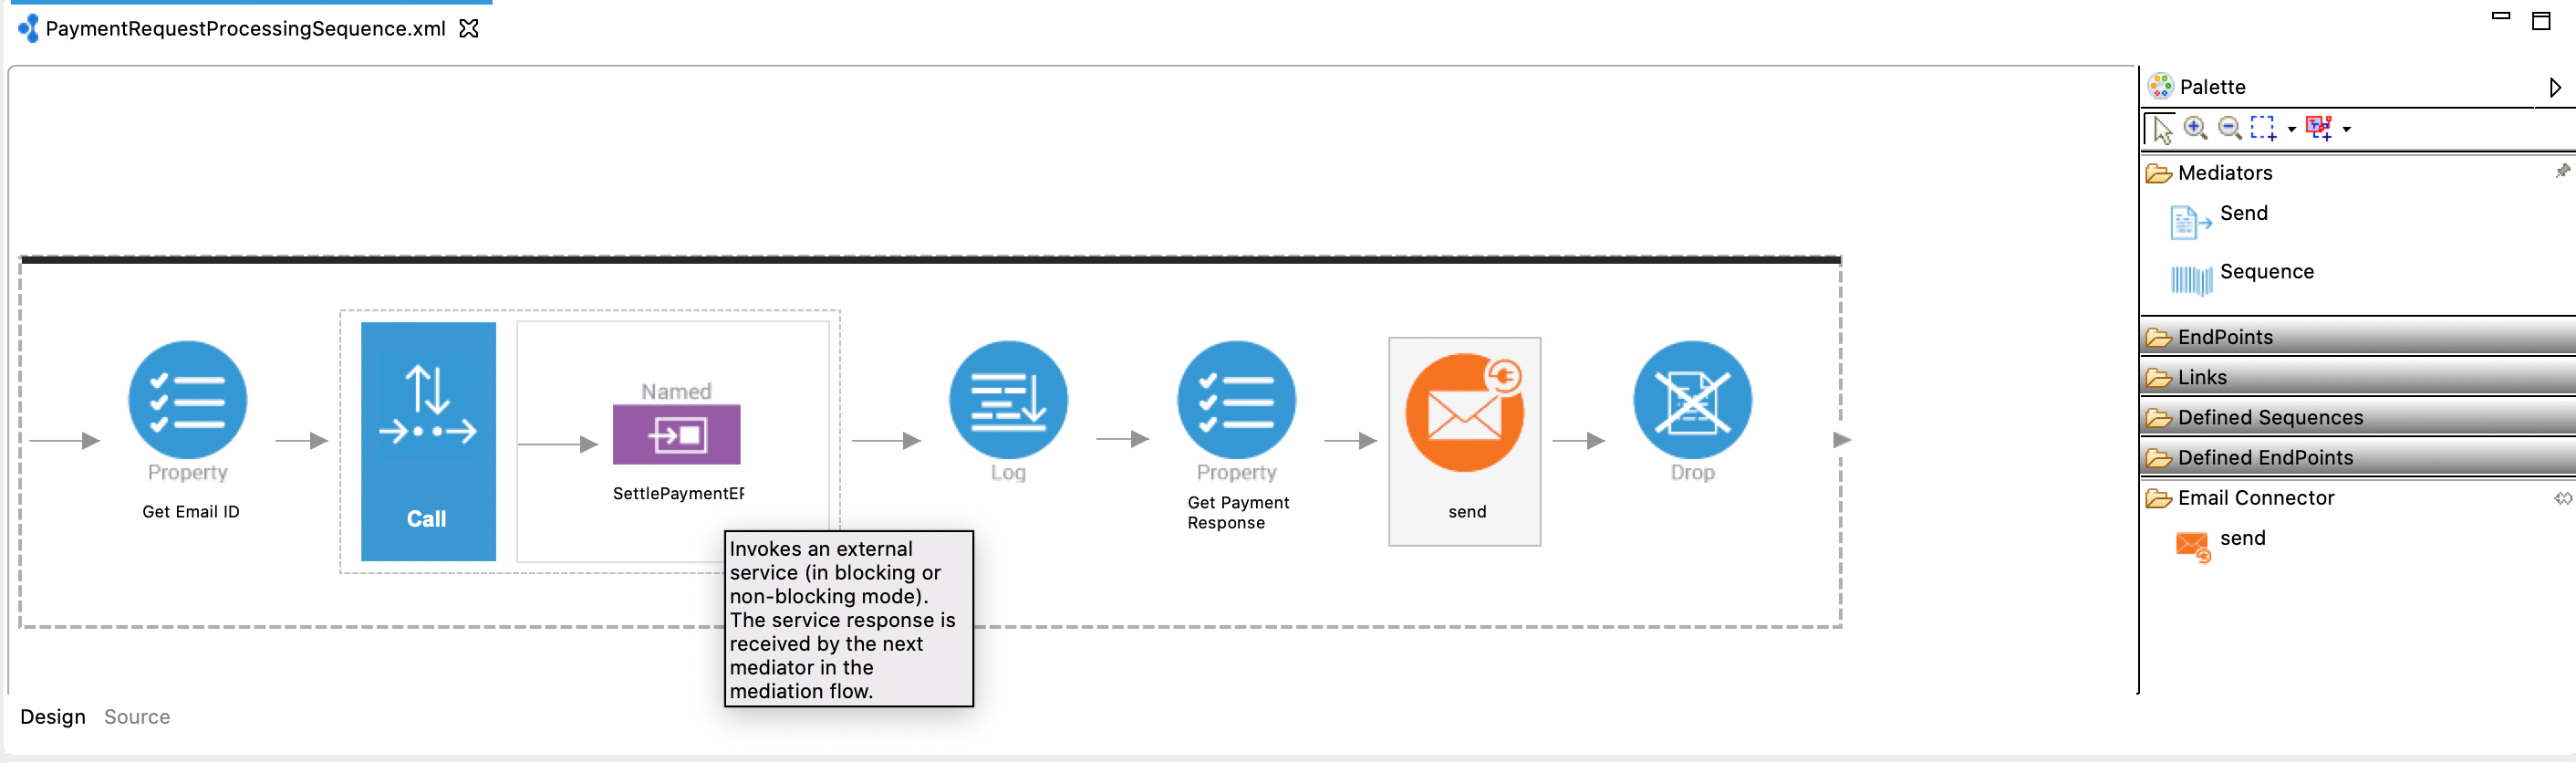 PaymentRequestProcessingSequence.xml
Palette
Mediators
Send
Sequence
EndPoints
Links
Defined Sequences
Defined EndPoints
Email Connector
send
Property
Get Email ID
Call
Named
SettlePaymentEP
Log
Property
Get Payment
Response
send
Drop
Invokes an external
service (in blocking or
non-blocking mode).
The service response is
received by the next
mediator in the
mediation flow.
Design
Source